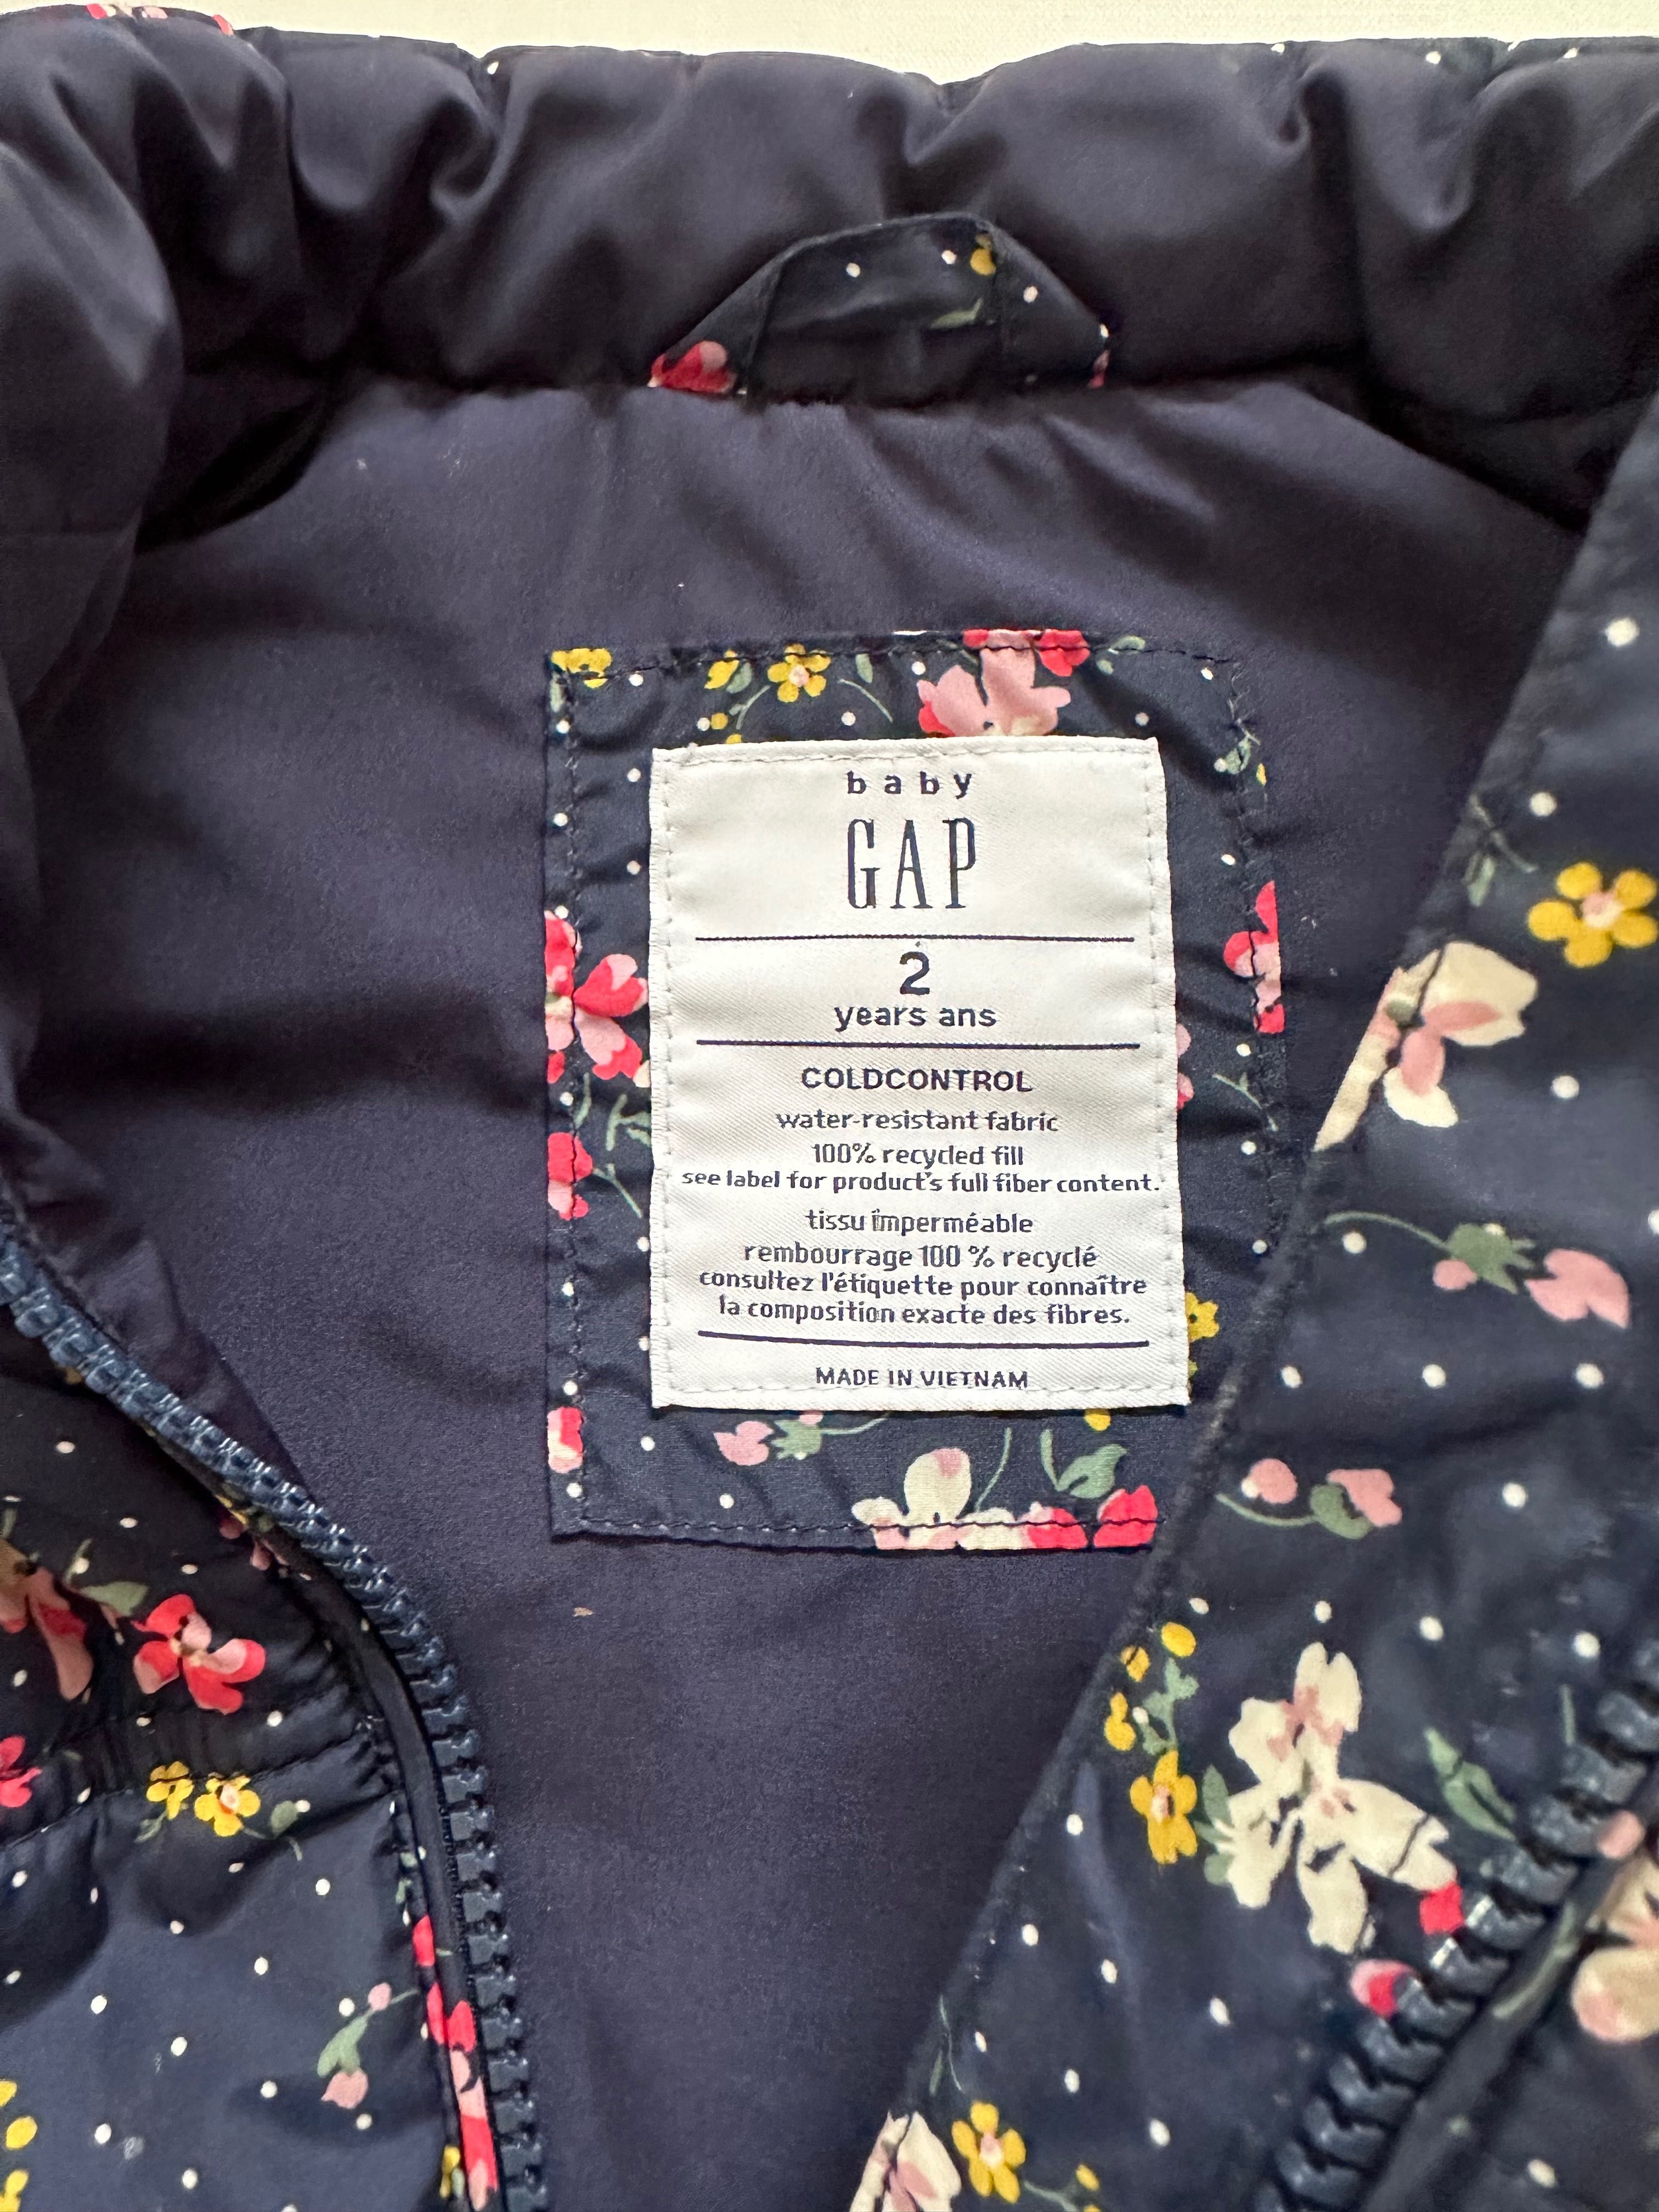 baby
GAP
2
years ans
COLDCONTROL
water-resistant fabric
100% recycled fill
see label for product's full fiber content.
tissu imperméable
rembourrage 100 % recyclé
consultez l'étiquette pour connaître
la composition exacte des fibres.
MADE IN VIETNAM